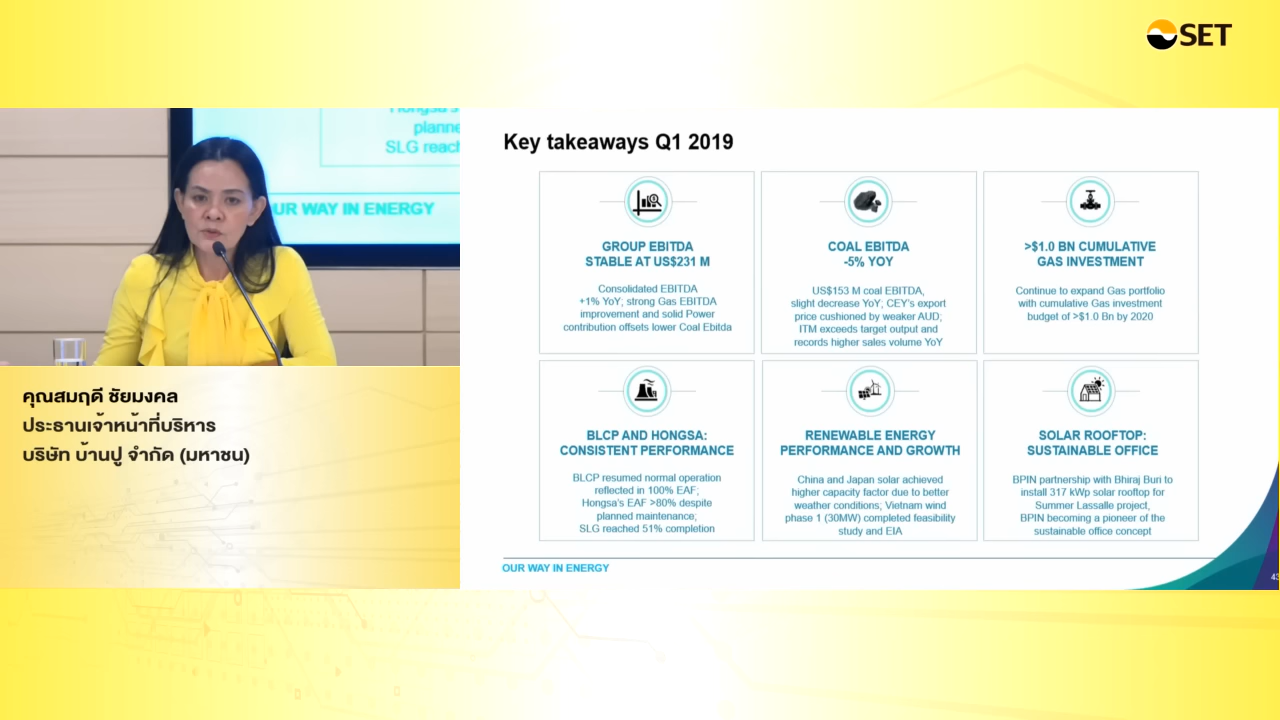 SET
Hongsa's
planne
SLG reach
UR WAY IN ENERGY
คุณสมฤดี ชัยมงคล
ประธานเจ้าหน้าที่บริหาร
บริษัท บ้านปู จำกัด (มหาชน)
Key takeaways Q1 2019
GROUP EBITDA
STABLE AT US$231 M
Consolidated EBITDA
+1% YoY; strong Gas EBITDA
improvement and solid Power
contribution offsets lower Coal Ebitda
COAL EBITDA
-5% YOY
US$153 M coal EBITDA,
slight decrease YoY; CEY's export
price cushioned by weaker AUD;
ITM exceeds target output and
records higher sales volume YoY
>$1.0 BN CUMULATIVE
GAS INVESTMENT
Continue to expand Gas portfolio
with cumulative Gas investment
budget of >$1.0 Bn by 2020
BLCP AND HONGSA:
CONSISTENT PERFORMANCE
BLCP resumed normal operation
reflected in 100% EAF;
Hongsa's EAF >80% despite
planned maintenance;
SLG reached 51% completion
RENEWABLE ENERGY
PERFORMANCE AND GROWTH
China and Japan solar achieved
higher capacity factor due to better
weather conditions; Vietnam wind
phase 1 (30MW) completed feasibility
study and EIA
SOLAR ROOFTOP:
SUSTAINABLE OFFICE
BPIN partnership with Bhiraj Buri to
install 317 kWp solar rooftop for
Summer Lassalle project,
BPIN becoming a pioneer of the
sustainable office concept
OUR WAY IN ENERGY
43